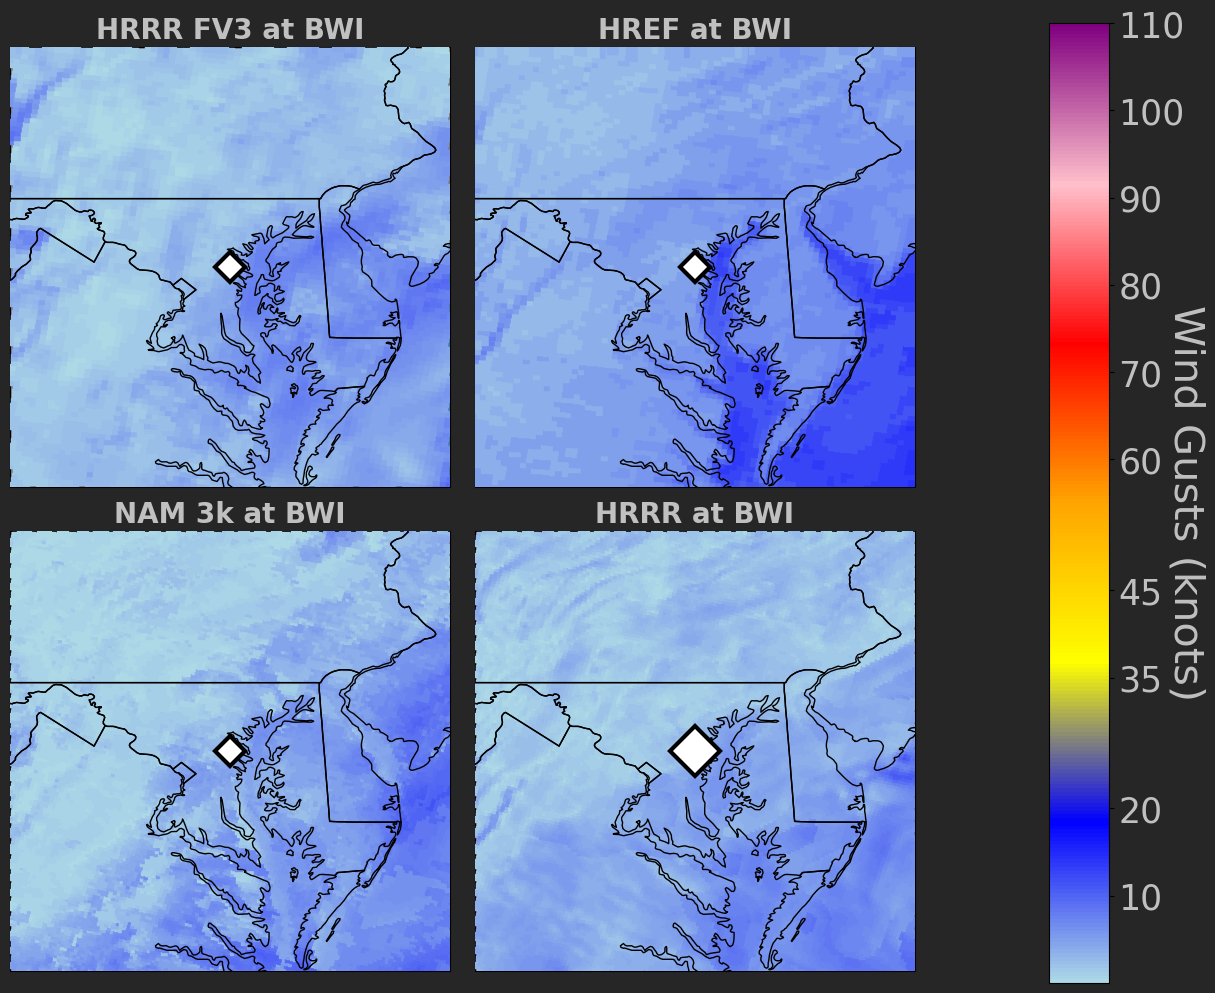 HRRR FV3 at BWI
HREF at BWI
NAM 3k at BWI
HRRR at BWI
110
100
90
80
70
60
45
35
20
10
Wind Gusts (knots)